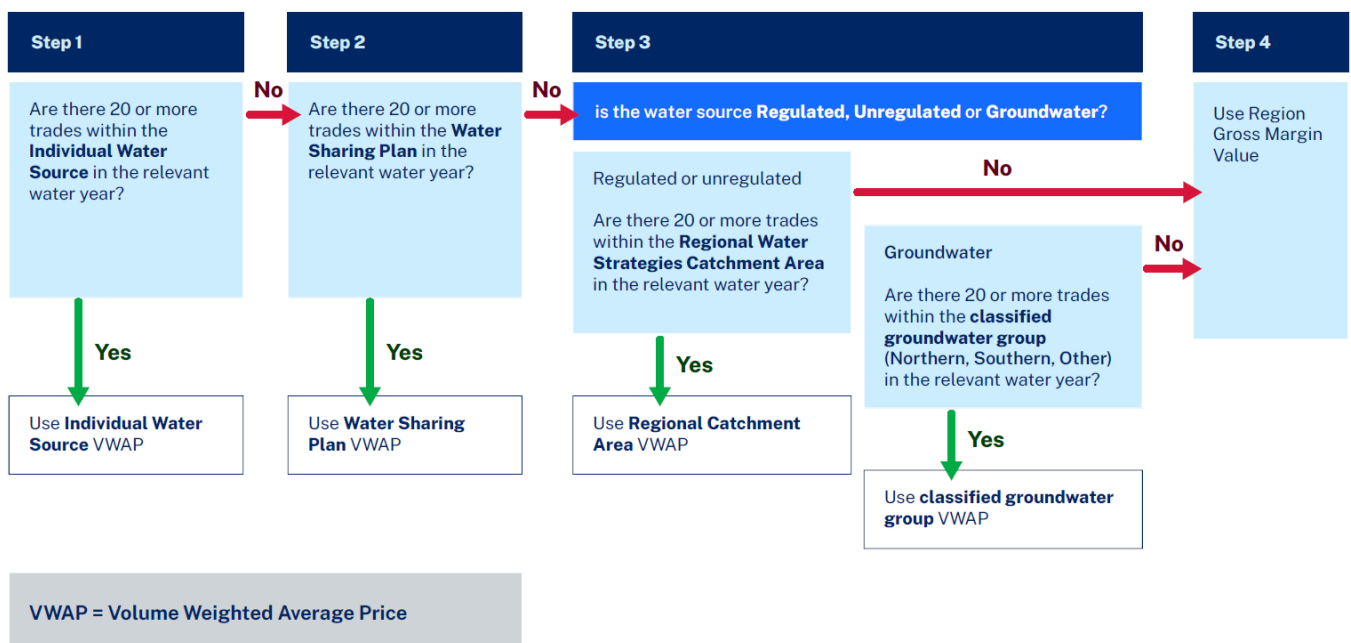 Step 1
Are there 20 or more
trades within the
Individual Water
Source in the relevant
water year?
No
Yes
Use Individual Water
Source VWAP
Step 2
Are there 20 or more
trades within the Water
Sharing Plan in the
relevant water year?
No
Yes
Use Water Sharing
Plan VWAP
Step 3
is the water source Regulated, Unregulated or Groundwater?
Regulated or unregulated
Are there 20 or more trades
within the Regional Water
Strategies Catchment Area
in the relevant water year?
No
Yes
Use Regional Catchment
Area VWAP
Groundwater
Are there 20 or more trades
within the classified
groundwater group
(Northern, Southern, Other)
in the relevant water year?
No
Yes
Use classified groundwater
group VWAP
Step 4
Use Region
Gross Margin
Value
VWAP = Volume Weighted Average Price